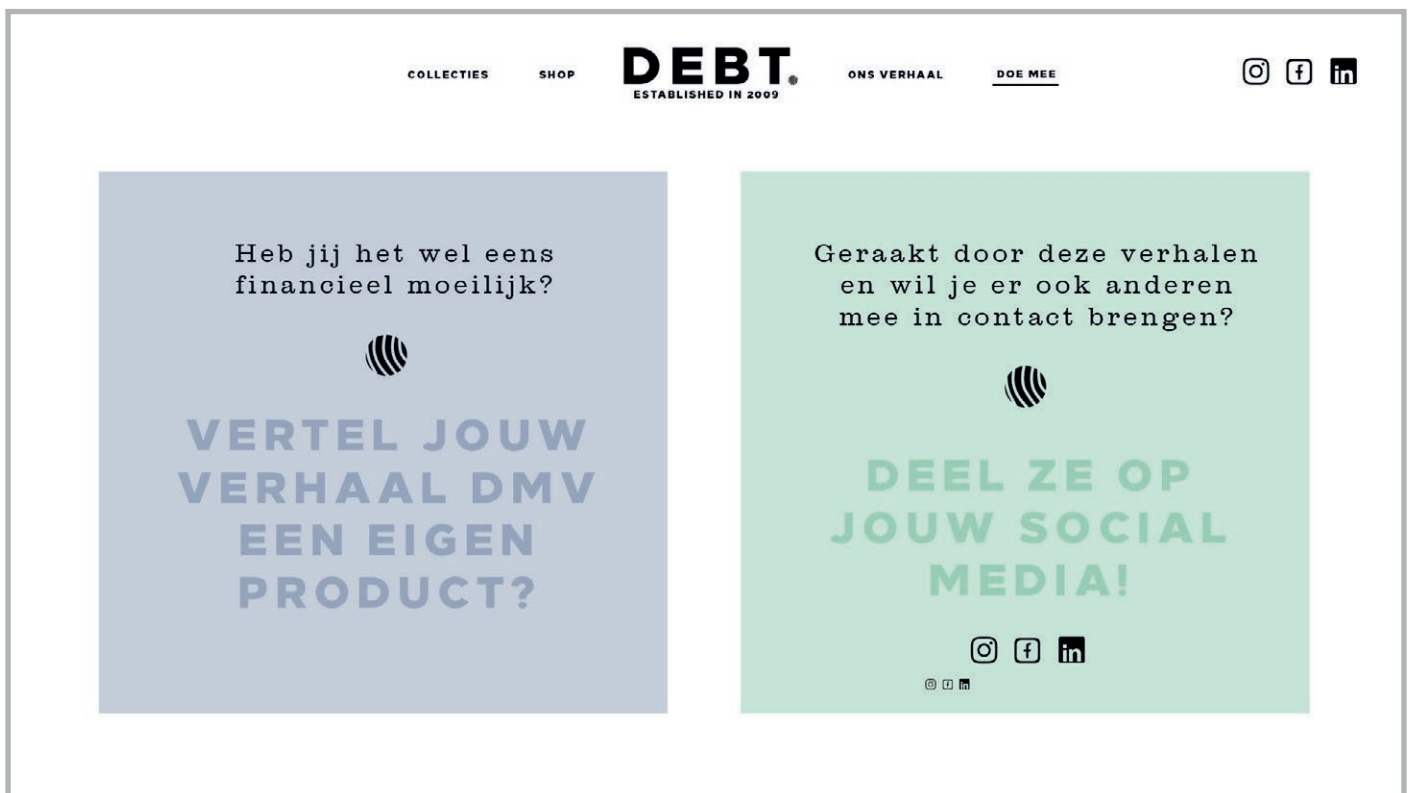 COLLECTIES SHOP DEBT. ONS VERHAAL DOE MEE
ESTABLISHED IN 2009
Heb jij het wel eens
financieel moeilijk?
VERTEL JOUW
VERHAAL DMV
EEN EIGEN
PRODUCT?
Geraakt door deze verhalen
en wil je er ook anderen
mee in contact brengen?
DEEL ZE OP
JOUW SOCIAL
MEDIA!